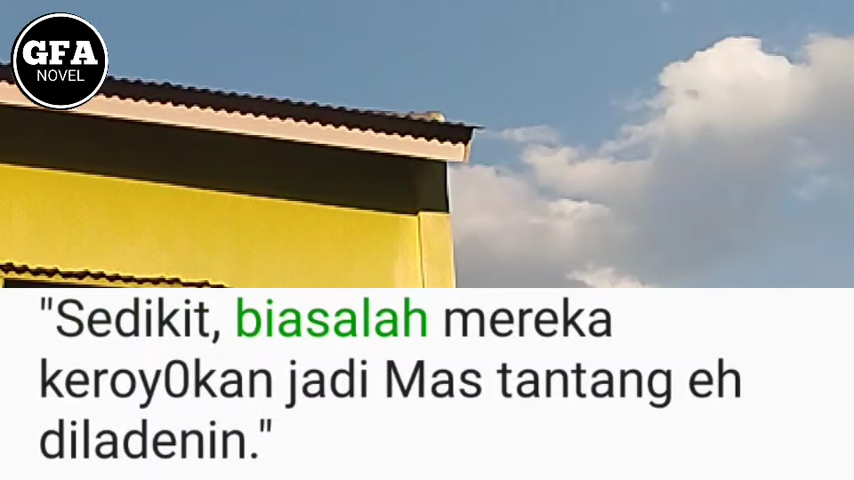 GFA
NOVEL
"Sedikit, biasalah mereka
keroy0kan jadi Mas tantang eh
diladenin."